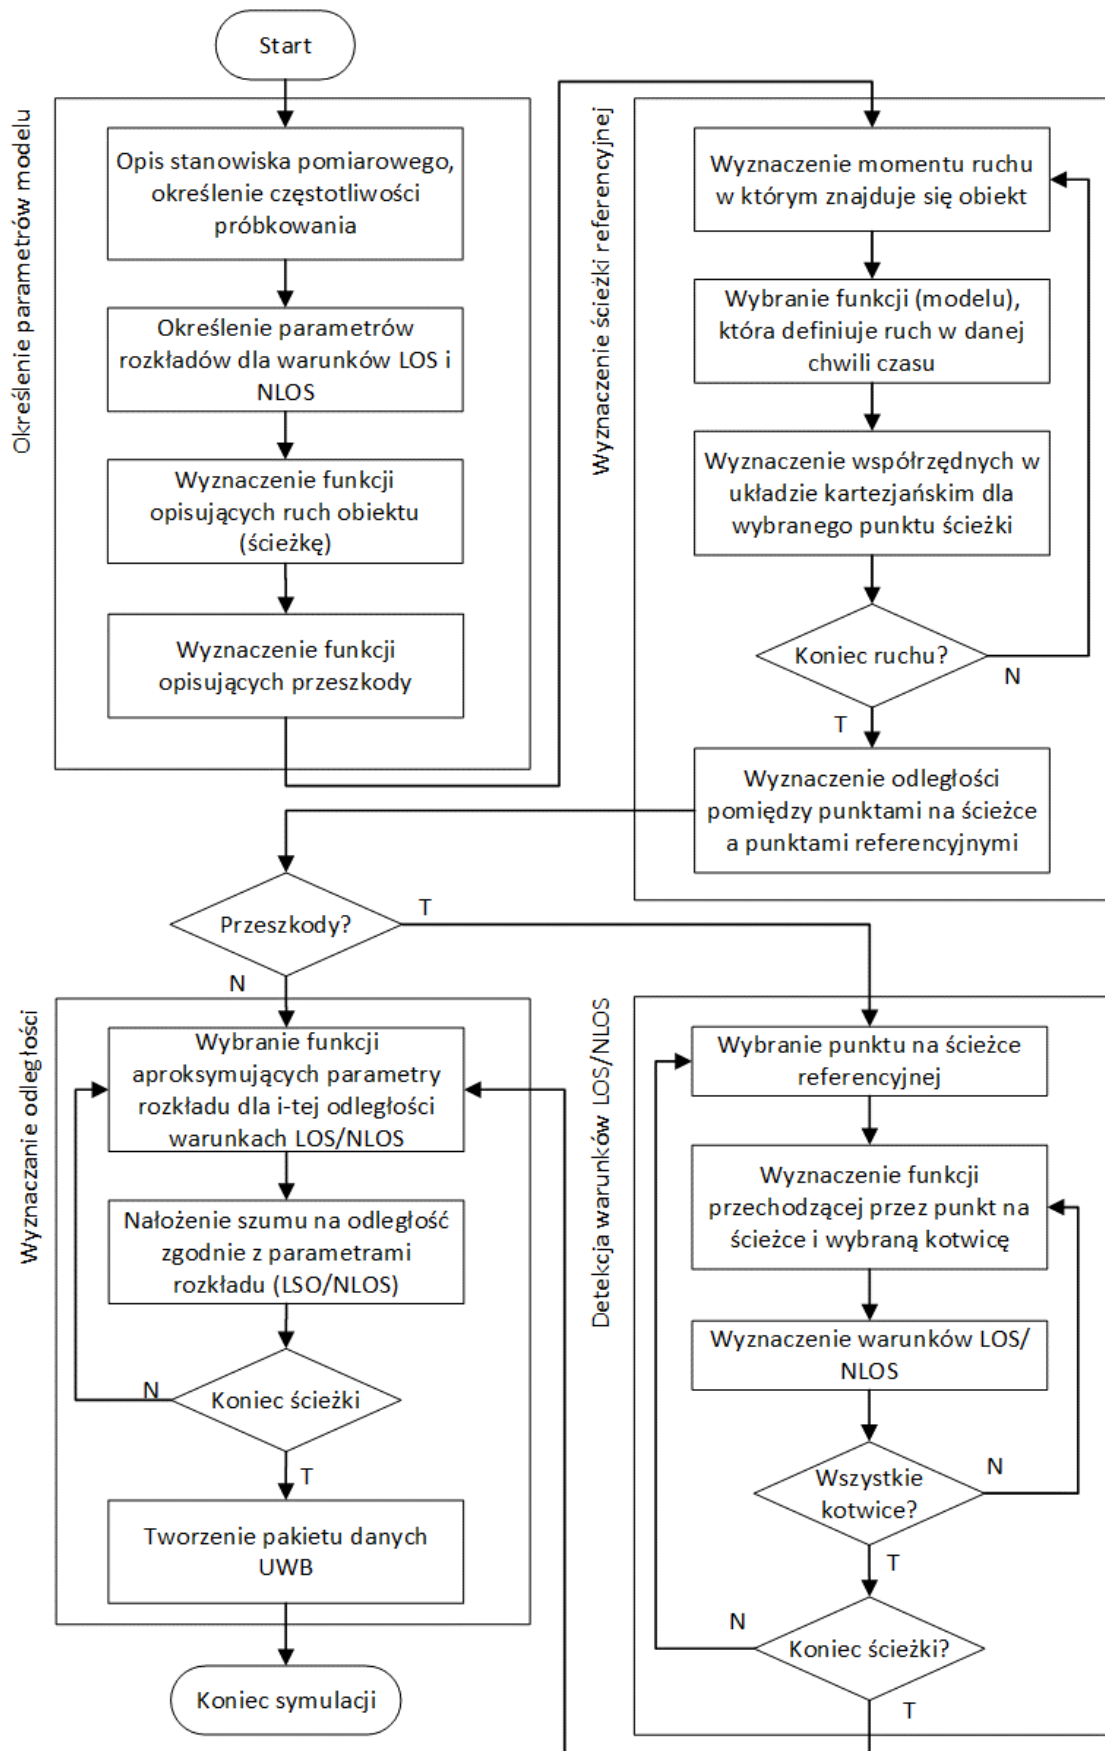 Start
Określenie parametrów modelu
Opis stanowiska pomiarowego,
określenie częstotliwości
próbkowania
Określenie parametrów
rozkładów dla warunków LOS i
NLOS
Wyznaczenie funkcji
opisujących ruch obiektu
(ścieżkę)
Wyznaczenie funkcji
opisujących przeszkody
Wyznaczenie ścieżki referencyjnej
Wyznaczenie momentu ruchu
w którym znajduje się obiekt
Wybranie funkcji (modelu),
która definiuje ruch w danej
chwili czasu
Wyznaczenie współrzędnych w
układzie kartezjańskim dla
wybranego punktu ścieżki
Koniec ruchu?
N
T
Wyznaczenie odległości
pomiędzy punktami na ścieżce
a punktami referencyjnymi
Przeszkody?
T
N
Wyznaczanie odległości
Wybranie funkcji
aproksymujących parametry
rozkładu dla i-tej odległości
warunkach LOS/NLOS
Nałożenie szumu na odległość
zgodnie z parametrami
rozkładu (LSO/NLOS)
Koniec ścieżki
N
T
Tworzenie pakietu danych
UWB
Koniec symulacji
Detekcja warunków LOS/NLOS
Wybranie punktu na ścieżce
referencyjnej
Wyznaczenie funkcji
przechodzącej przez punkt na
ścieżce i wybraną kotwicę
Wyznaczenie warunków LOS/
NLOS
Wszystkie
kotwice?
N
T
Koniec ścieżki?
N
T